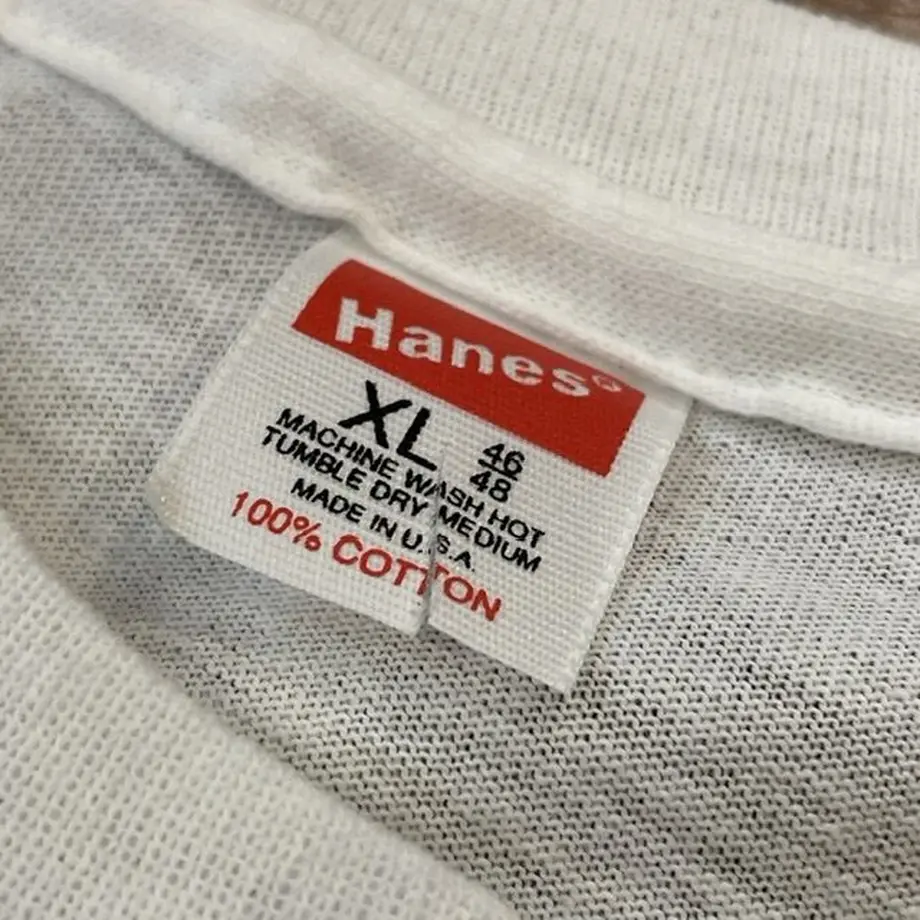 Hanes®
XL 46 48
MACHINE WASH HOT
TUMBLE DRY MEDIUM
MADE IN U.S.A
100% COTTON